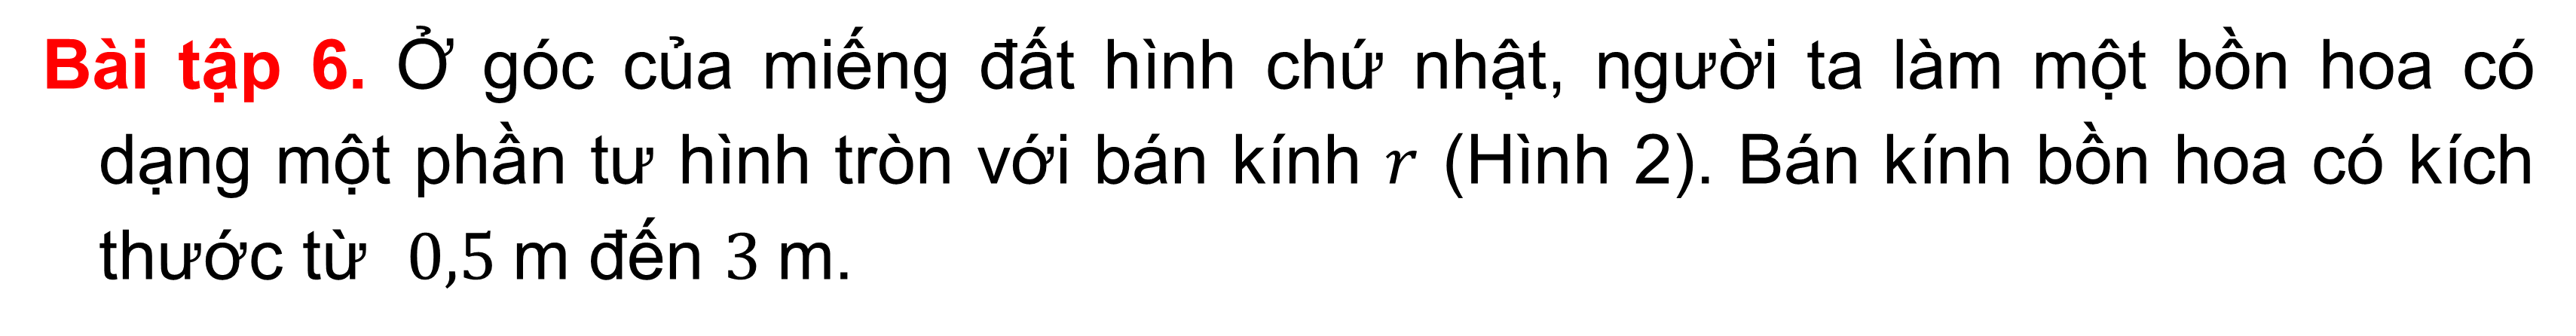 Bài tập 6. Ở góc của miếng đất hình chứ nhật, người ta làm một bồn hoa có
dạng một phần tư hình tròn với bán kính r (Hình 2). Bán kính bồn hoa có kích
thước từ 0,5 m đến 3 m.